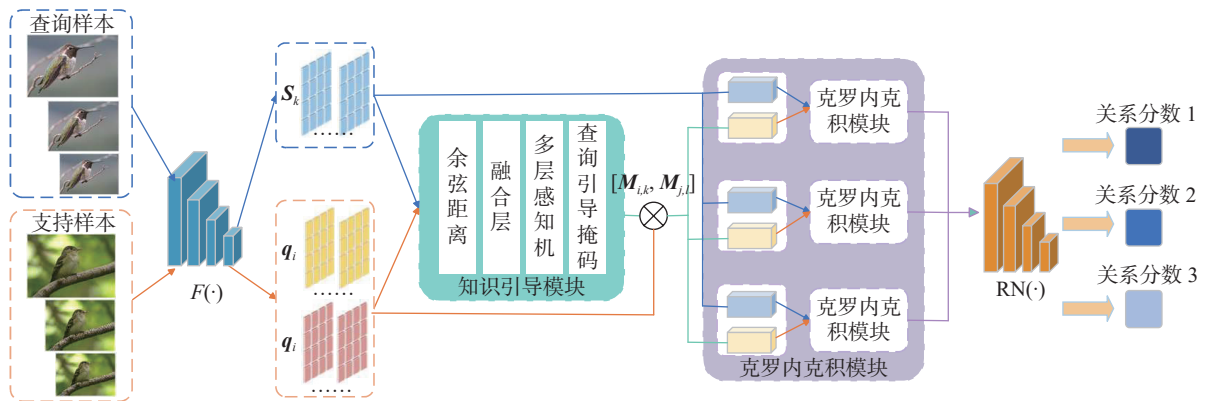 查询样本
支持样本
F(·)
S_k
……
q_i
……
q_i
……
余弦距离
融合层
多层感知机
查询引导掩码
知识引导模块
[M_{i,k}, M_{j,l}]
克罗内克
积模块
克罗内克
积模块
克罗内克
积模块
克罗内克积模块
RN(·)
关系分数 1
关系分数 2
关系分数 3